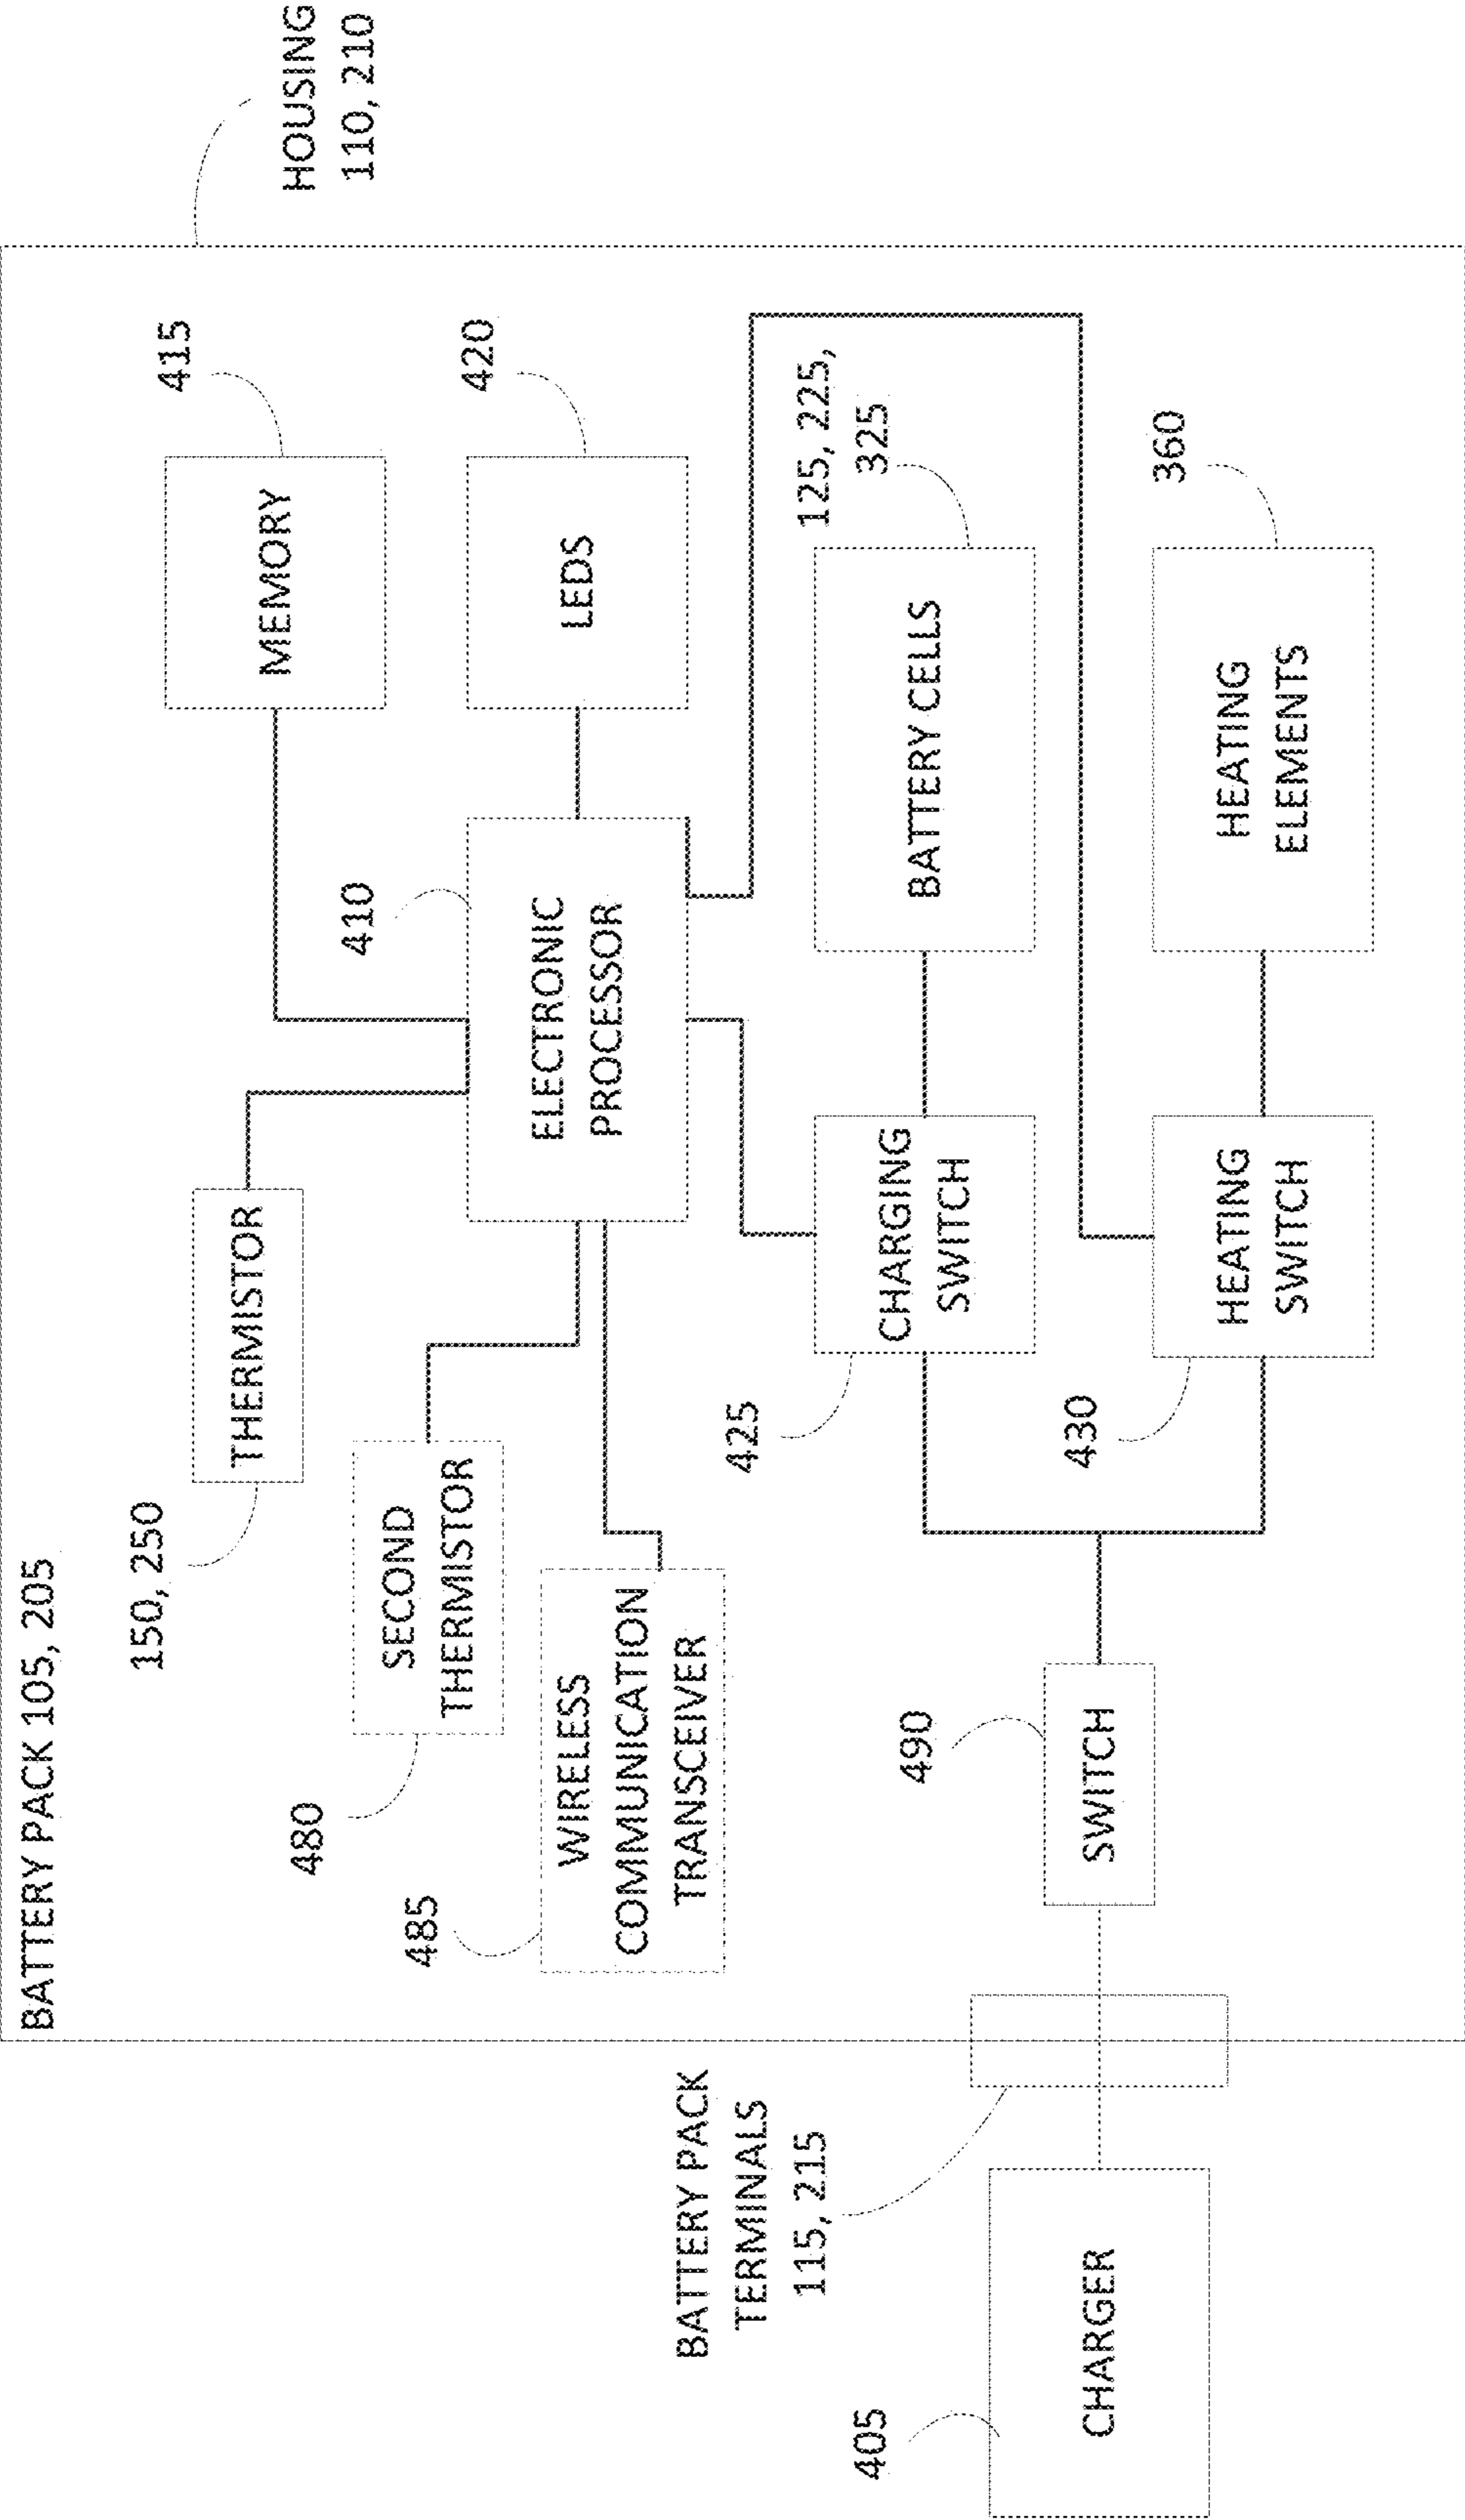 BATTERY PACK 105, 205
HOUSING
110, 210
150, 250
THERMISTOR
MEMORY
415
480
SECOND
THERMISTOR
410
ELECTRONIC
PROCESSOR
LEDS
420
485
WIRELESS
COMMUNICATION
TRANSCEIVER
BATTERY PACK
TERMINALS
115, 215
425
CHARGING
SWITCH
BATTERY CELLS
125, 225,
325
405
CHARGER
490
SWITCH
430
HEATING
SWITCH
HEATING
ELEMENTS
360